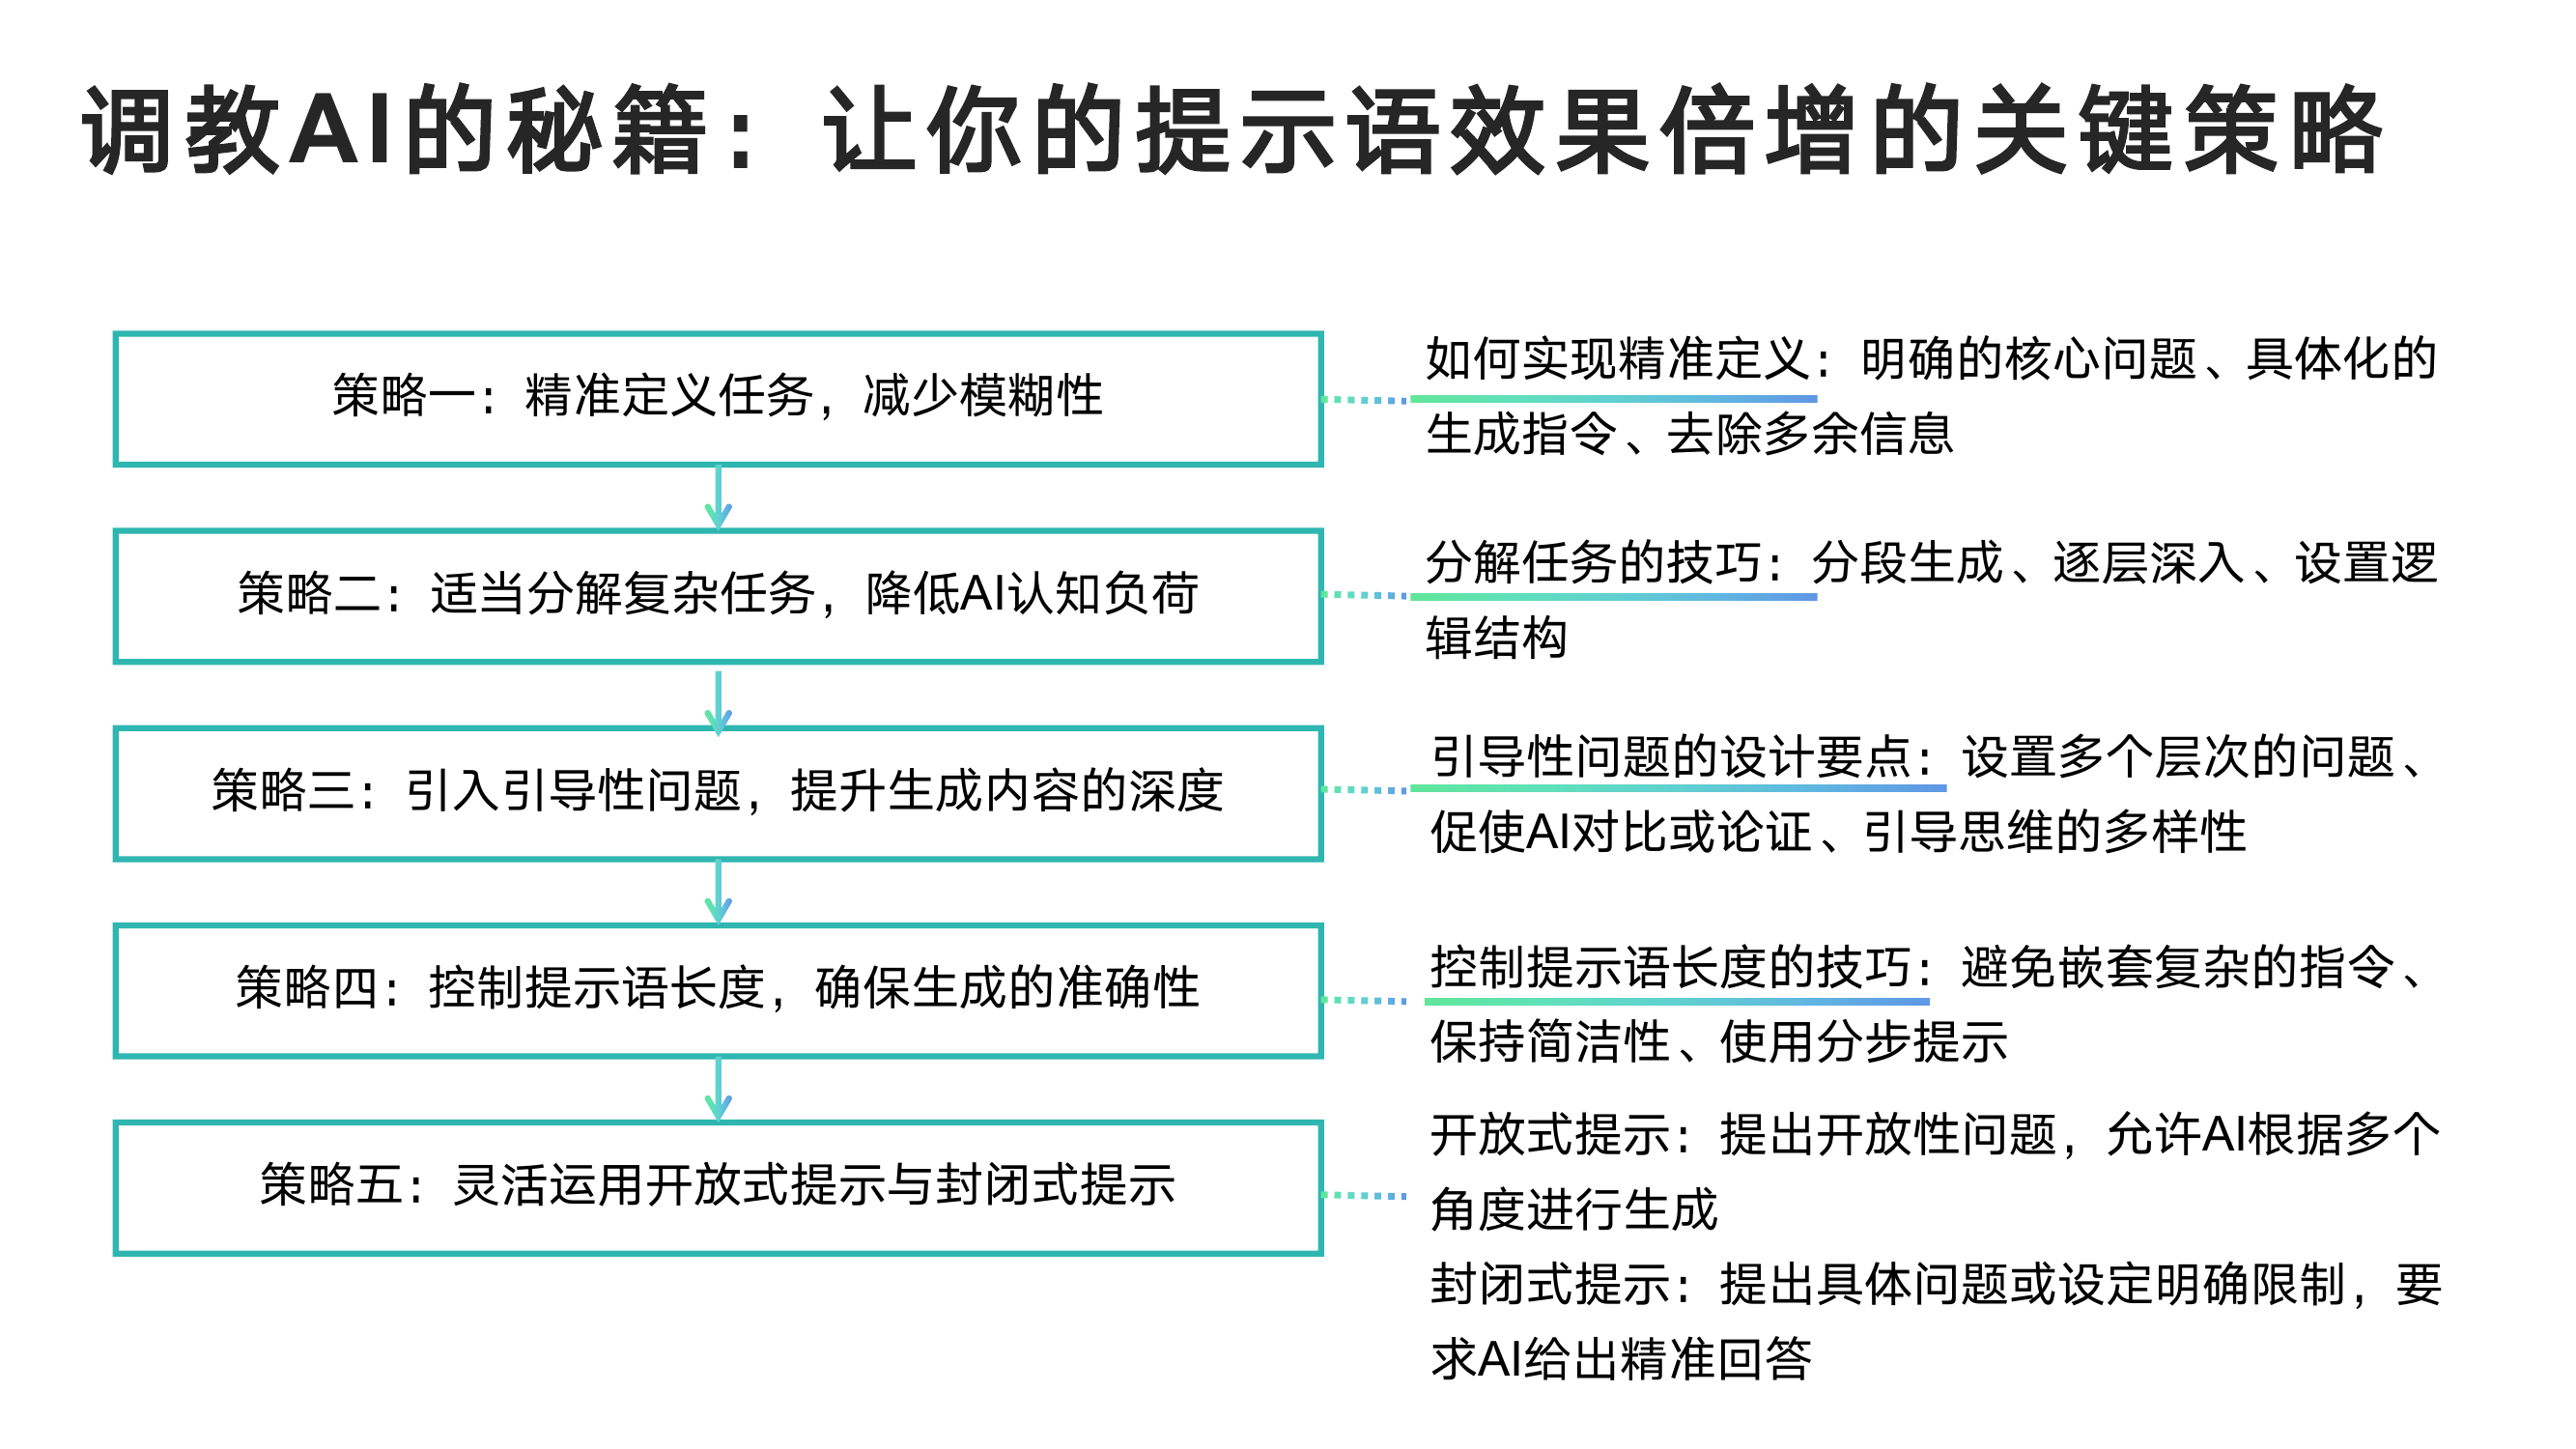 调教AI的秘籍：让你的提示语效果倍增的关键策略
策略一：精准定义任务，减少模糊性
如何实现精准定义：明确的核心问题、具体化的
生成指令、去除多余信息
策略二：适当分解复杂任务，降低AI认知负荷
分解任务的技巧：分段生成、逐层深入、设置逻
辑结构
策略三：引入引导性问题，提升生成内容的深度
引导性问题的设计要点：设置多个层次的问题、
促使AI对比或论证、引导思维的多样性
策略四：控制提示语长度，确保生成的准确性
控制提示语长度的技巧：避免嵌套复杂的指令、
保持简洁性、使用分步提示
策略五：灵活运用开放式提示与封闭式提示
开放式提示：提出开放性问题，允许AI根据多个
角度进行生成
封闭式提示：提出具体问题或设定明确限制，要
求AI给出精准回答